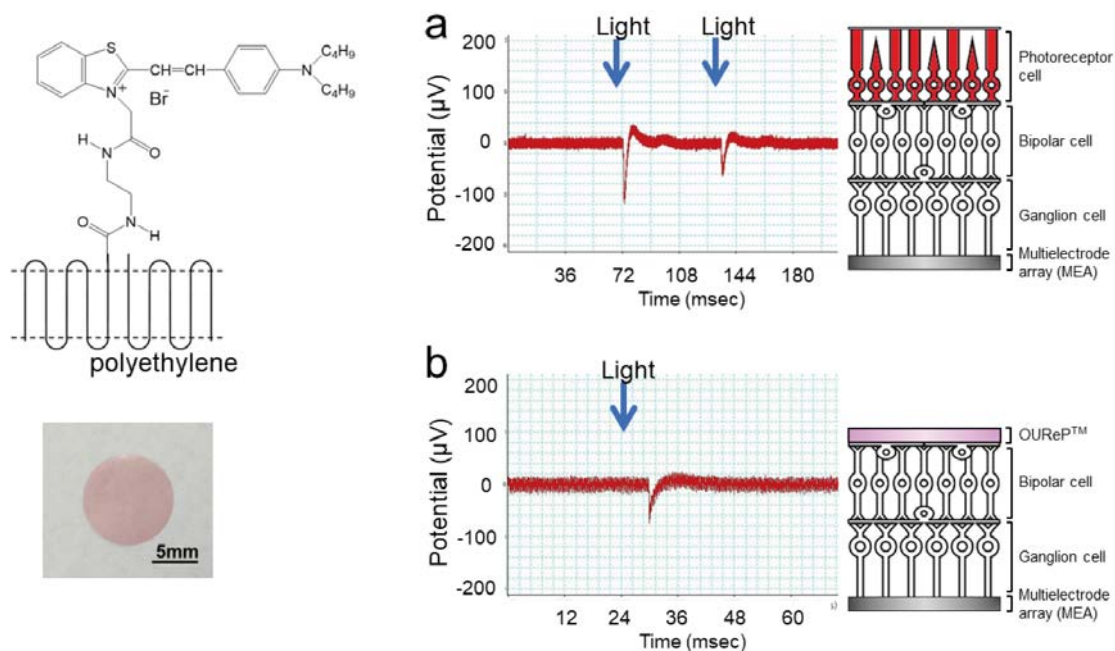 S
CH=CH
N
C4H9
C4H9
N+
Br-
H
N
O
O
N
H
polyethylene
5mm
a
Light
Light
Potential (µV)
200
100
0
-100
-200
36
72
108
144
180
Time (msec)
Photoreceptor
cell
Bipolar cell
Ganglion cell
Multielectrode
array (MEA)
b
Light
Potential (µV)
200
100
0
-100
-200
12
24
36
48
60
Time (msec)
OUReP™
Bipolar cell
Ganglion cell
Multielectrode
array (MEA)